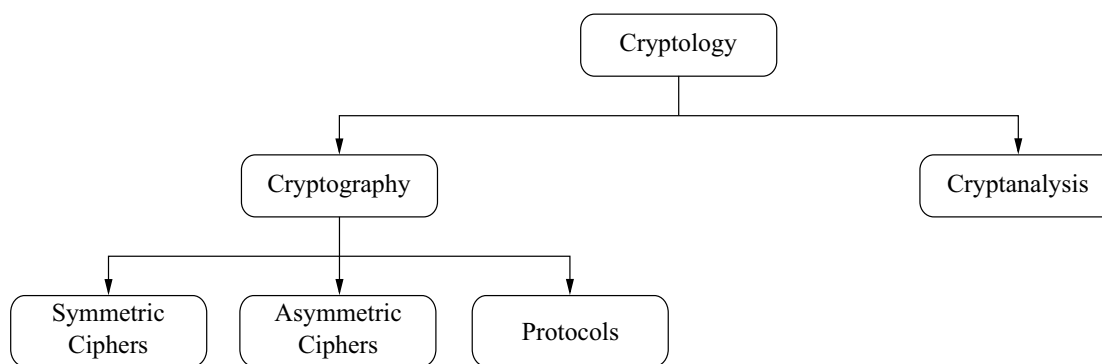 Cryptology
Cryptography
Cryptanalysis
Symmetric
Ciphers
Asymmetric
Ciphers
Protocols